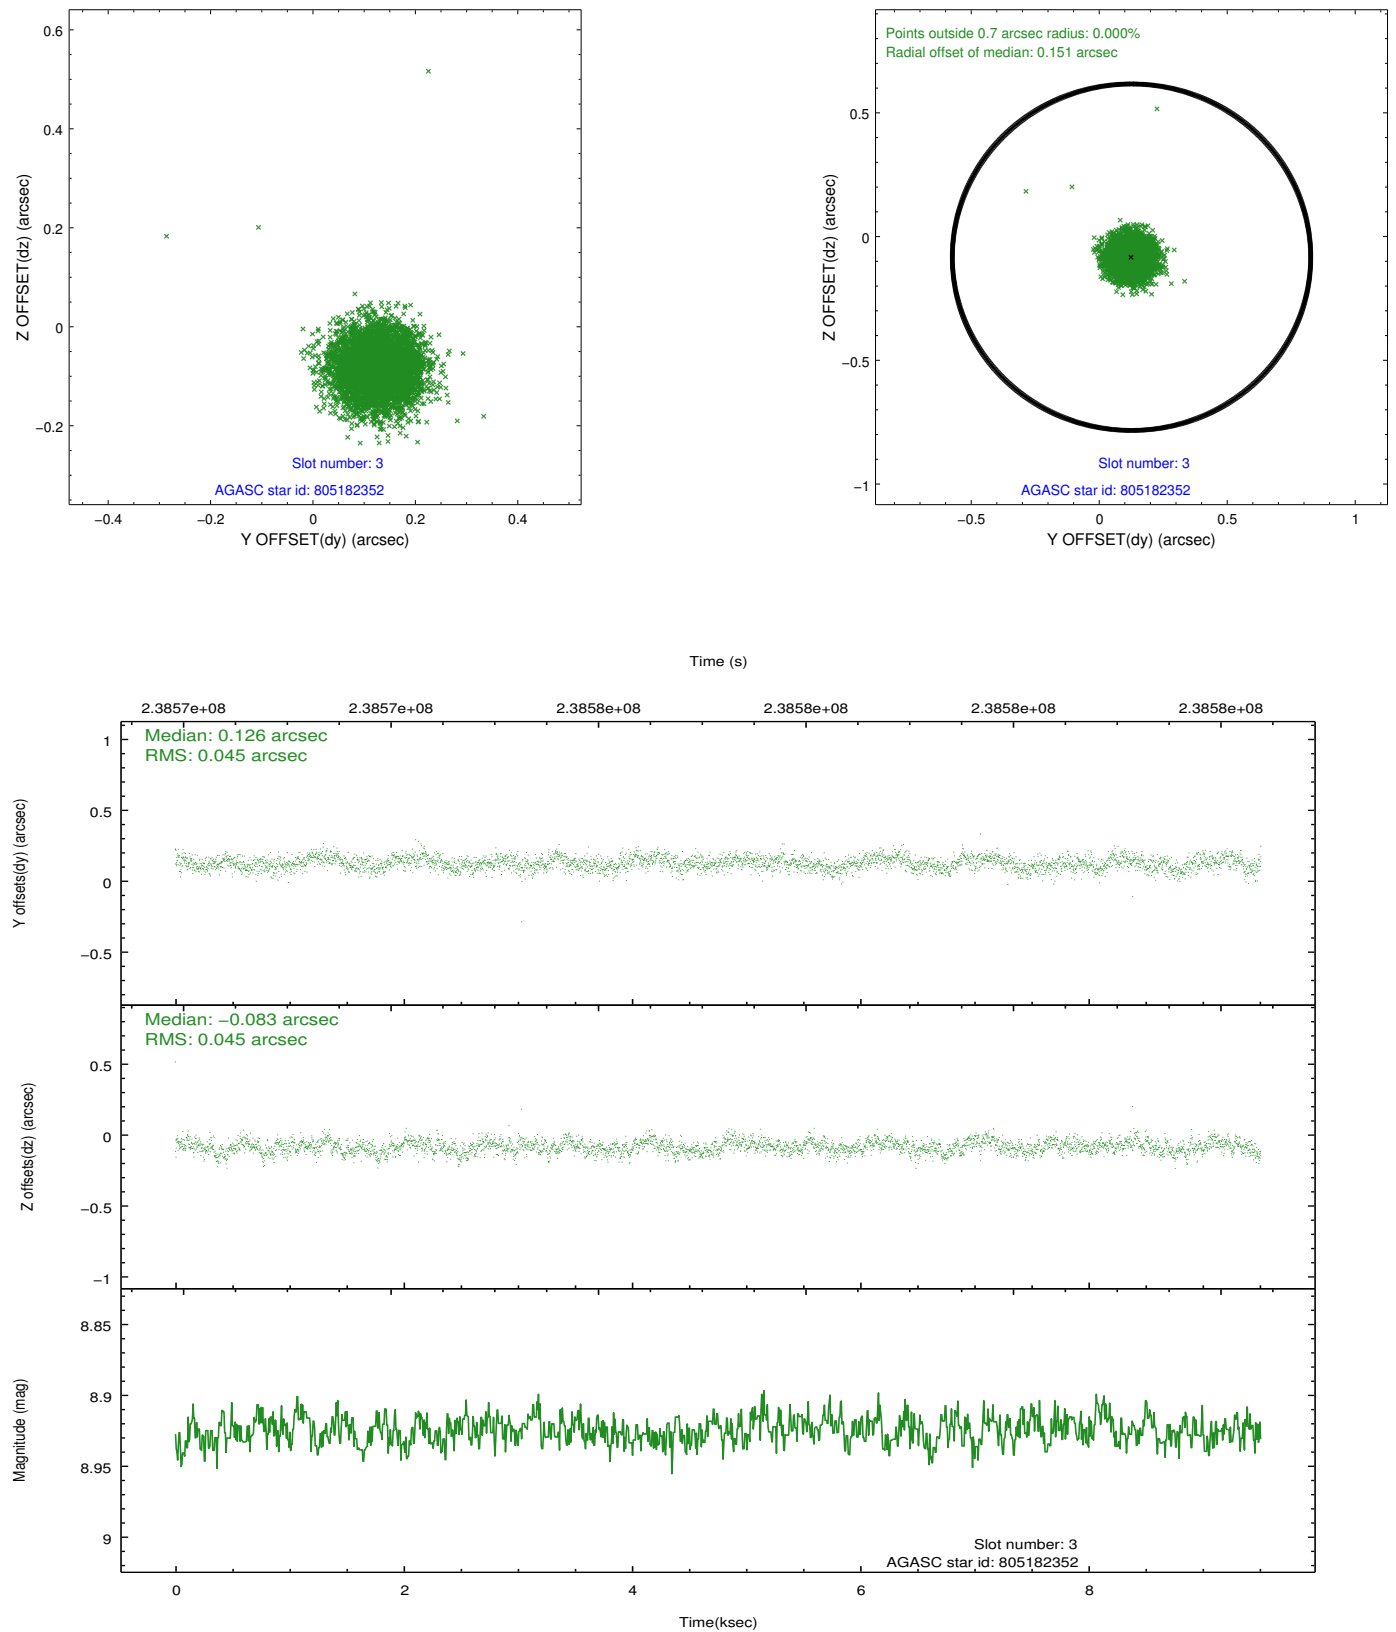 0.6
0.4
0.2
0
−0.2
Z OFFSET(dz) (arcsec)
Slot number: 3
AGASC star id: 805182352
−0.4 −0.2 0 0.2 0.4
Y OFFSET(dy) (arcsec)
Points outside 0.7 arcsec radius: 0.000%
Radial offset of median: 0.151 arcsec
0.5
0
−0.5
−1
Z OFFSET(dz) (arcsec)
Slot number: 3
AGASC star id: 805182352
−0.5 0 0.5 1
Y OFFSET(dy) (arcsec)
Time (s)
2.3857e+08 2.3857e+08 2.3858e+08 2.3858e+08 2.3858e+08 2.3858e+08
Median: 0.126 arcsec
RMS: 0.045 arcsec
1
0.5
0
−0.5
Y offsets(dy) (arcsec)
Median: −0.083 arcsec
RMS: 0.045 arcsec
0.5
0
−0.5
−1
Z offsets(dz) (arcsec)
8.85
8.9
8.95
9
Magnitude (mag)
Slot number: 3
AGASC star id: 805182352
0 2 4 6 8
Time(ksec)